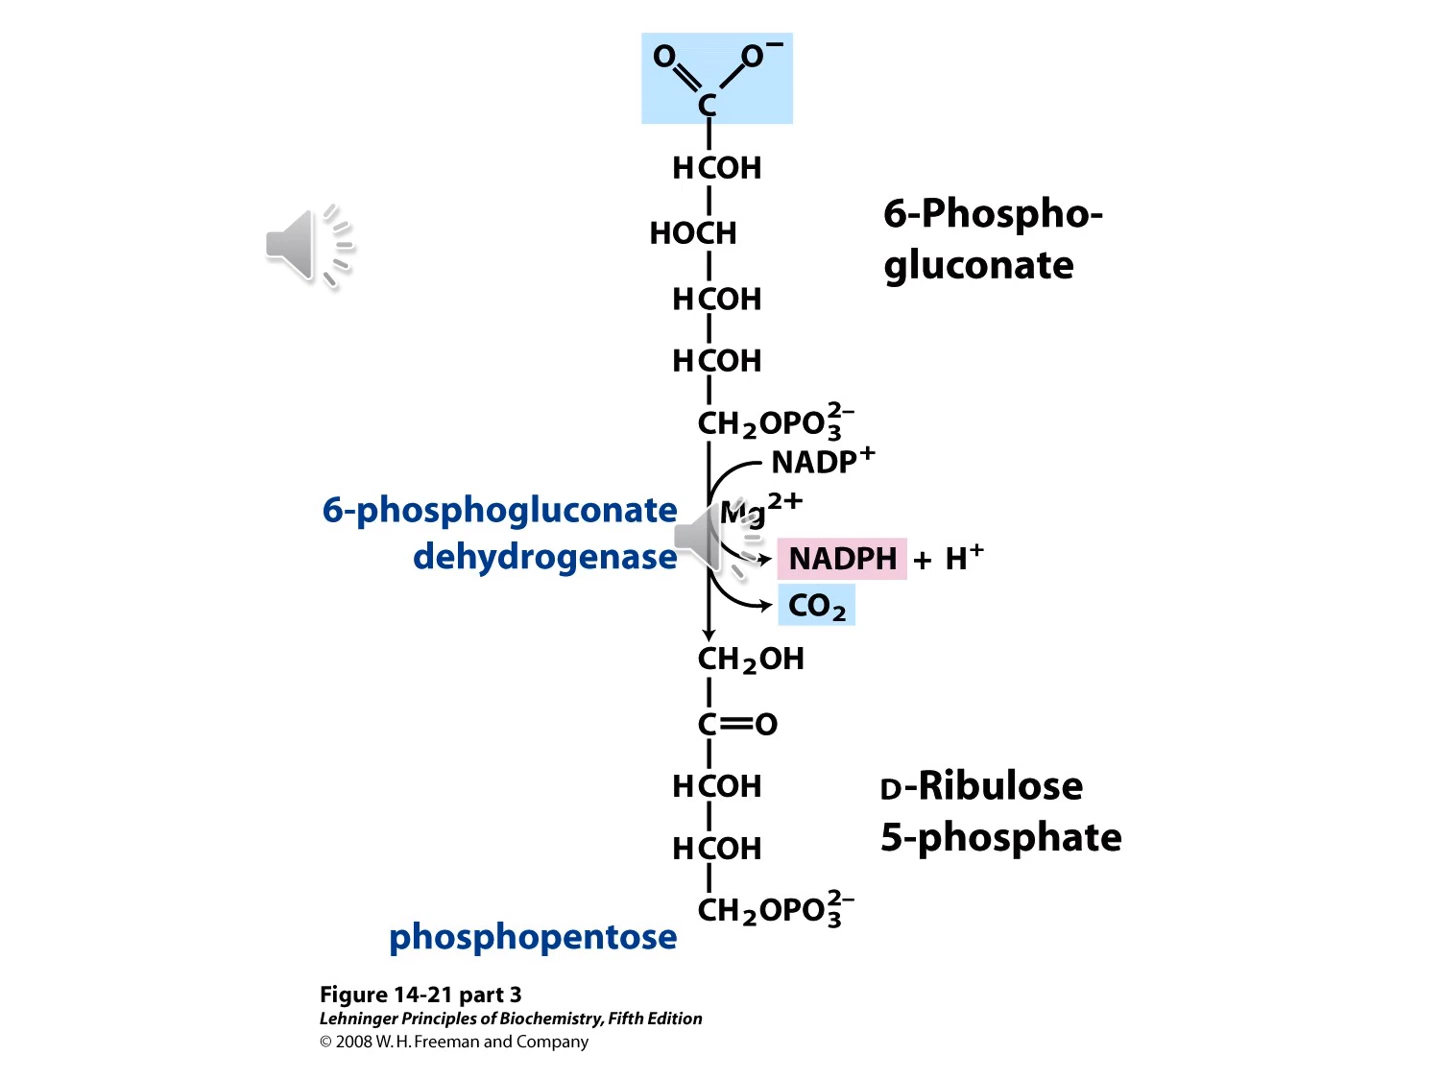 O O⁻
C
HCOH
HOCH
HCOH
HCOH
CH₂OPO₃²⁻
6-Phospho-
gluconate
NADP⁺
Mg²⁺
6-phosphogluconate
dehydrogenase
NADPH + H⁺
CO₂
CH₂OH
C=O
HCOH
HCOH
CH₂OPO₃²⁻
D-Ribulose
5-phosphate
phosphopentose
Figure 14-21 part 3
Lehninger Principles of Biochemistry, Fifth Edition
© 2008 W. H. Freeman and Company